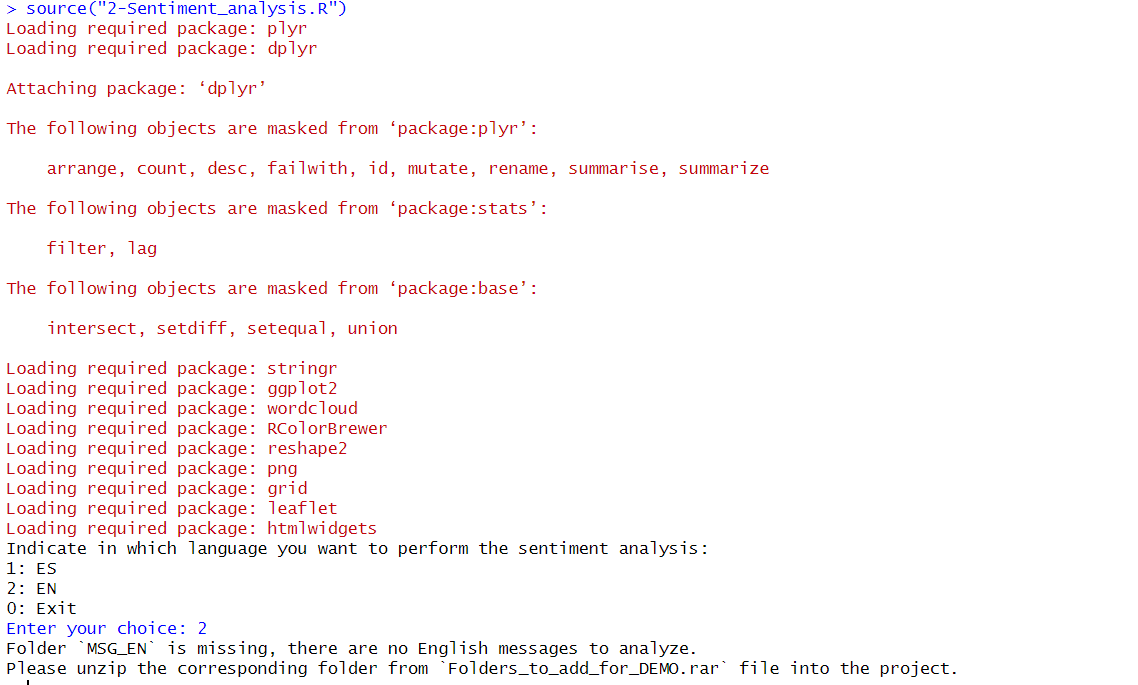 > source("2-Sentiment_analysis.R")
Loading required package: plyr
Loading required package: dplyr
Attaching package: ‘dplyr’
The following objects are masked from ‘package:plyr’:
arrange, count, desc, failwith, id, mutate, rename, summarise, summarize
The following objects are masked from ‘package:stats’:
filter, lag
The following objects are masked from ‘package:base’:
intersect, setdiff, setequal, union
Loading required package: stringr
Loading required package: ggplot2
Loading required package: wordcloud
Loading required package: RColorBrewer
Loading required package: reshape2
Loading required package: png
Loading required package: grid
Loading required package: leaflet
Loading required package: htmlwidgets
Indicate in which language you want to perform the sentiment analysis:
1: ES
2: EN
0: Exit
Enter your choice: 2
Folder `MSG_EN` is missing, there are no English messages to analyze.
Please unzip the corresponding folder from `Folders_to_add_for_DEMO.rar` file into the project.